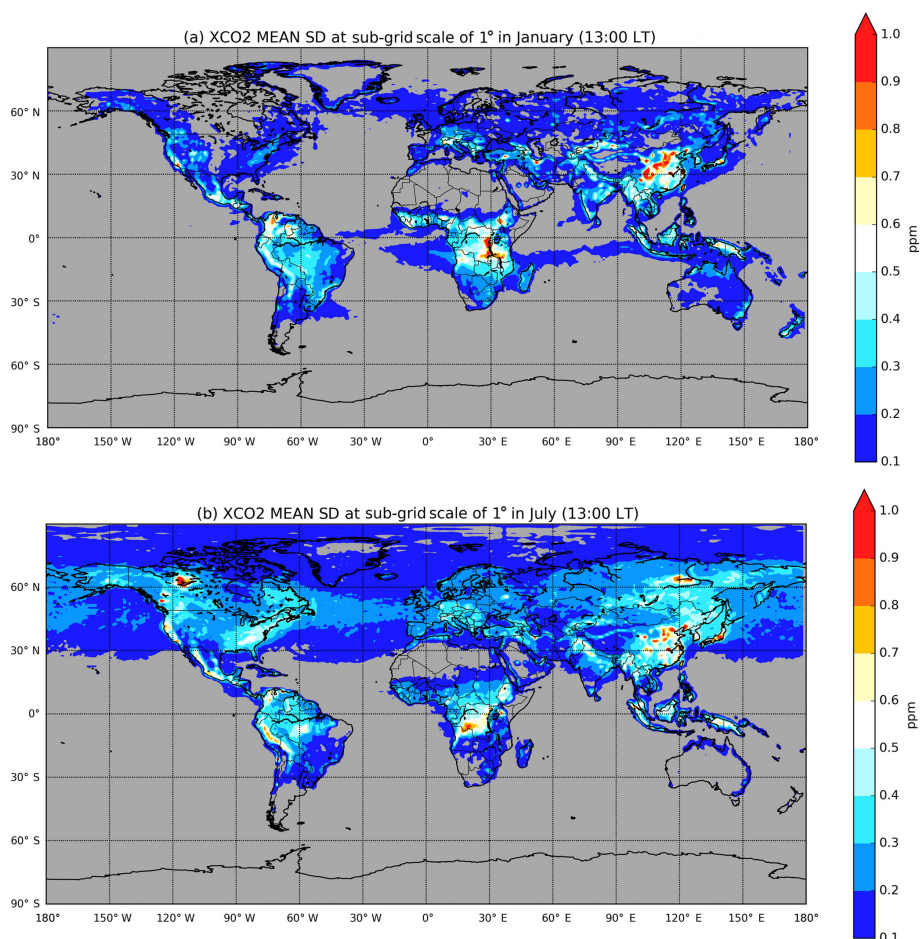 (a) XCO2 MEAN SD at sub-grid scale of 1° in January (13:00 LT)
60° N
30° N
0°
30° S
60° S
90° S
180° 150° W 120° W 90° W 60° W 30° W 0° 30° E 60° E 90° E 120° E 150° E 180°
1.0
0.9
0.8
0.7
0.6
0.5
0.4
0.3
0.2
0.1
ppm
(b) XCO2 MEAN SD at sub-grid scale of 1° in July (13:00 LT)
60° N
30° N
0°
30° S
60° S
90° S
180° 150° W 120° W 90° W 60° W 30° W 0° 30° E 60° E 90° E 120° E 150° E 180°
1.0
0.9
0.8
0.7
0.6
0.5
0.4
0.3
0.2
0.1
ppm